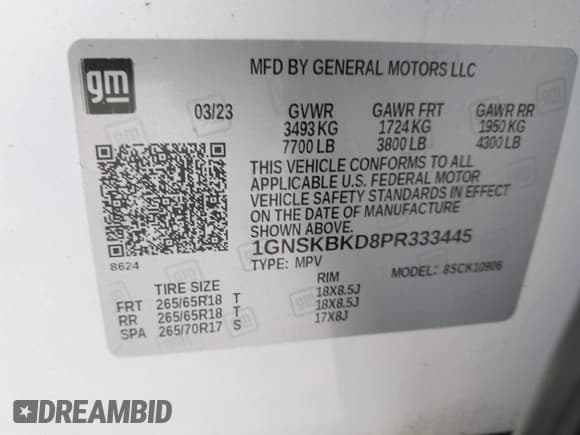 gm
MFD BY GENERAL MOTORS LLC
03/23 GVWR GAWR FRT GAWR RR
3493 KG 1724 KG 1950 KG
7700 LB 3800 LB 4300 LB
THIS VEHICLE CONFORMS TO ALL
APPLICABLE U.S. FEDERAL MOTOR
VEHICLE SAFETY STANDARDS IN EFFECT
ON THE DATE OF MANUFACTURE
SHOWN ABOVE.
1GNSKBKD8PR333445
8624
TYPE: MPV MODEL: 8SCK10906
TIRE SIZE RIM
FRT 265/65R18 T 18X8.5J
RR 265/65R18 T 18X8.5J
SPA 265/70R17 S 17X8J
DREAMBID